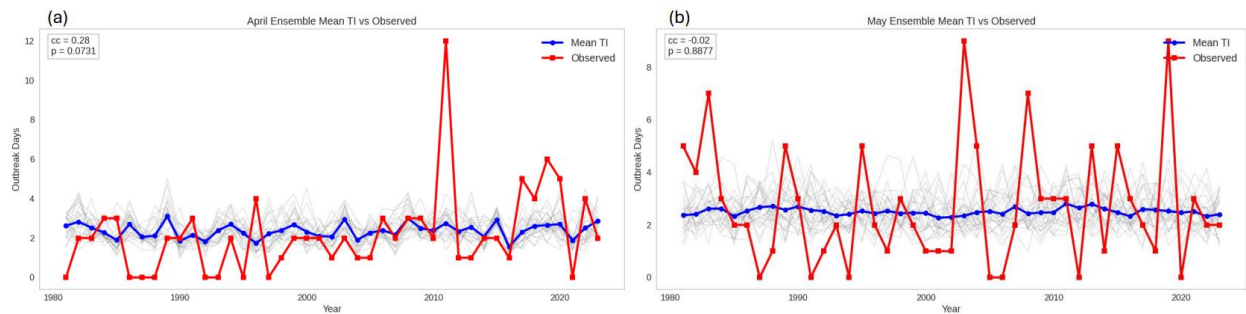 (a)
April Ensemble Mean TI vs Observed
cc = 0.28
p = 0.0731
Mean TI
Observed
12
10
8
6
4
2
0
Outbreak Days
1980
1990
2000
2010
2020
Year
(b)
May Ensemble Mean TI vs Observed
cc = -0.02
p = 0.8877
Mean TI
Observed
8
6
4
2
0
Outbreak Days
1980
1990
2000
2010
2020
Year